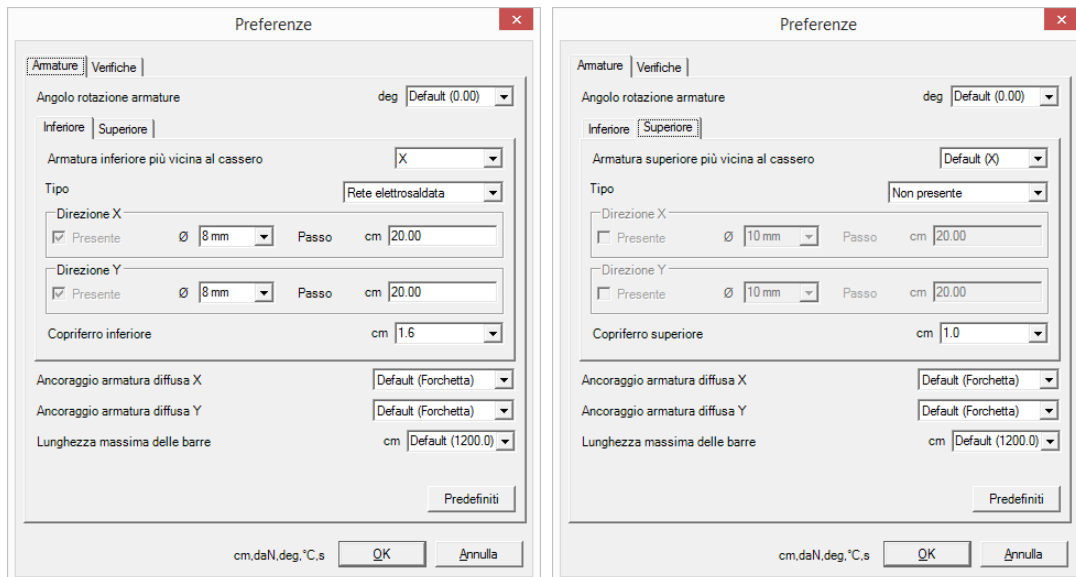 Preferenze
Armature Verifiche
Angolo rotazione armature deg Default (0.00)
Inferiore Superiore
Armatura inferiore più vicina al cassero X
Tipo Rete elettrosaldata
Direzione X
Presente Ø 8 mm Passo cm 20.00
Direzione Y
Presente Ø 8 mm Passo cm 20.00
Copriferro inferiore cm 1.6
Ancoraggio armatura diffusa X Default (Forchetta)
Ancoraggio armatura diffusa Y Default (Forchetta)
Lunghezza massima delle barre cm Default (1200.0)
Predefiniti
cm,daN,deg,°C,s OK Annulla
Preferenze
Armature Verifiche
Angolo rotazione armature deg Default (0.00)
Inferiore Superiore
Armatura superiore più vicina al cassero Default (X)
Tipo Non presente
Direzione X
Presente Ø 10 mm Passo cm 20.00
Direzione Y
Presente Ø 10 mm Passo cm 20.00
Copriferro superiore cm 1.0
Ancoraggio armatura diffusa X Default (Forchetta)
Ancoraggio armatura diffusa Y Default (Forchetta)
Lunghezza massima delle barre cm Default (1200.0)
Predefiniti
cm,daN,deg,°C,s OK Annulla